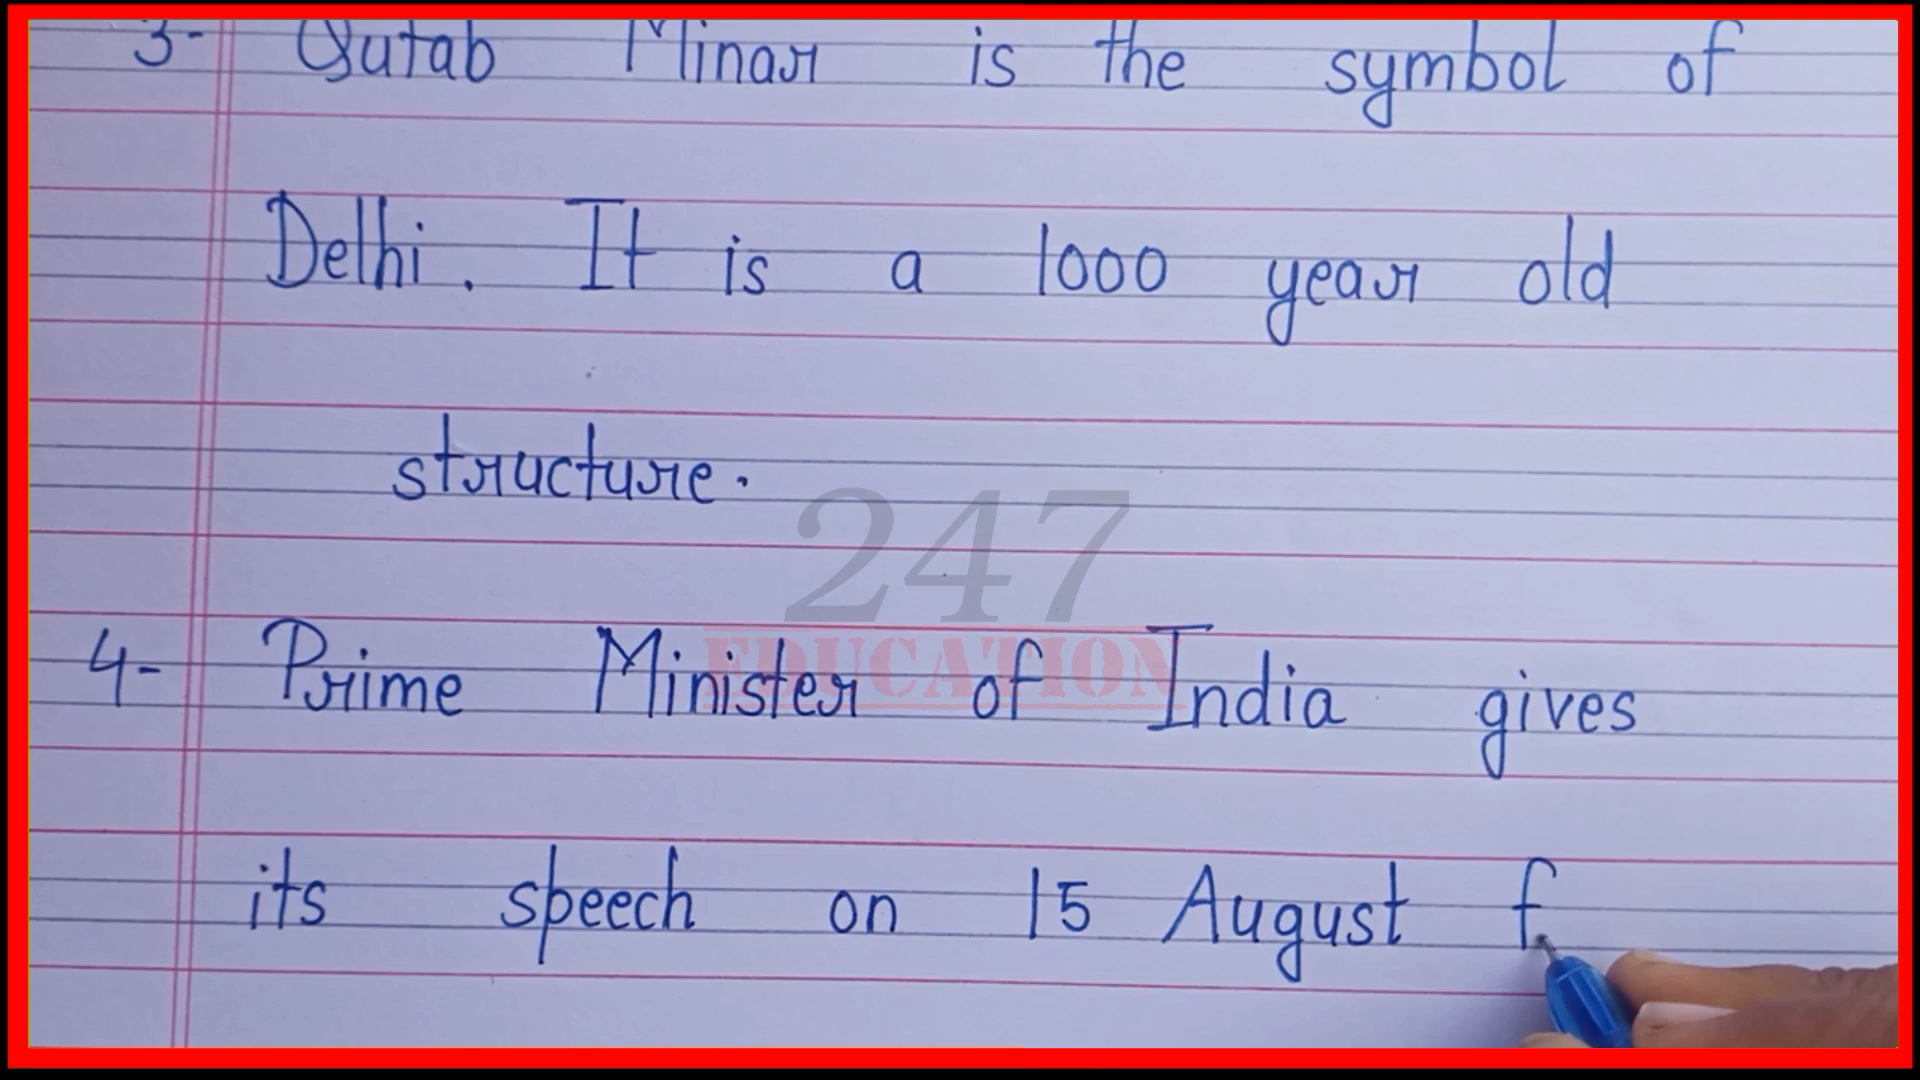 3- Qutab Minar is the symbol of
Delhi. It is a 1000 year old
structure.
247
EDUCATION
4- Prime Minister of India gives
its speech on 15 August f